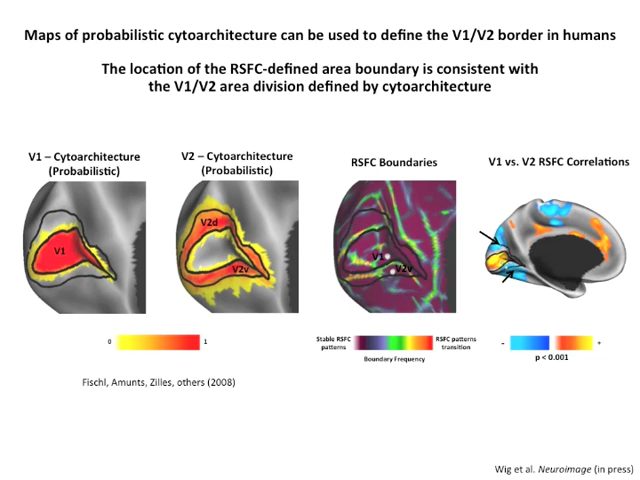 Maps of probabilistic cytoarchitecture can be used to define the V1/V2 border in humans
The location of the RSFC-defined area boundary is consistent with
the V1/V2 area division defined by cytoarchitecture
V1 – Cytoarchitecture
(Probabilistic)
V2 – Cytoarchitecture
(Probabilistic)
RSFC Boundaries
V1 vs. V2 RSFC Correlations
V1
V2d
V2v
V1
V2v
0
1
Stable RSFC
patterns
Boundary Frequency
RSFC patterns
transition
-
+
p < 0.001
Fischl, Amunts, Zilles, others (2008)
Wig et al. Neuroimage (in press)